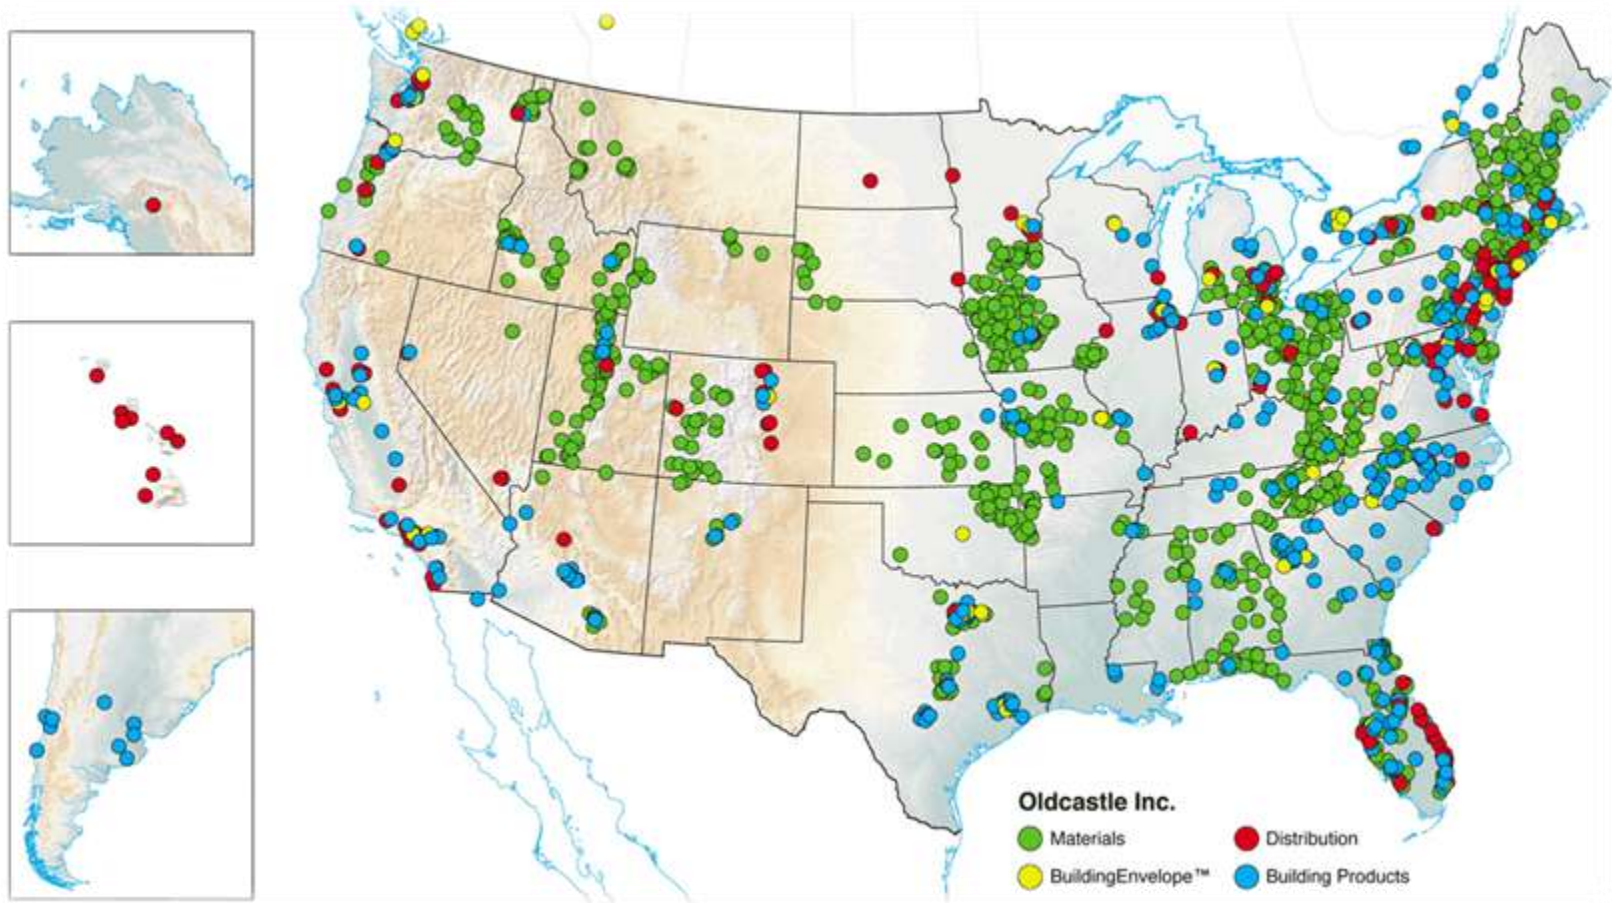 Oldcastle Inc.
Materials
Distribution
BuildingEnvelope™
Building Products